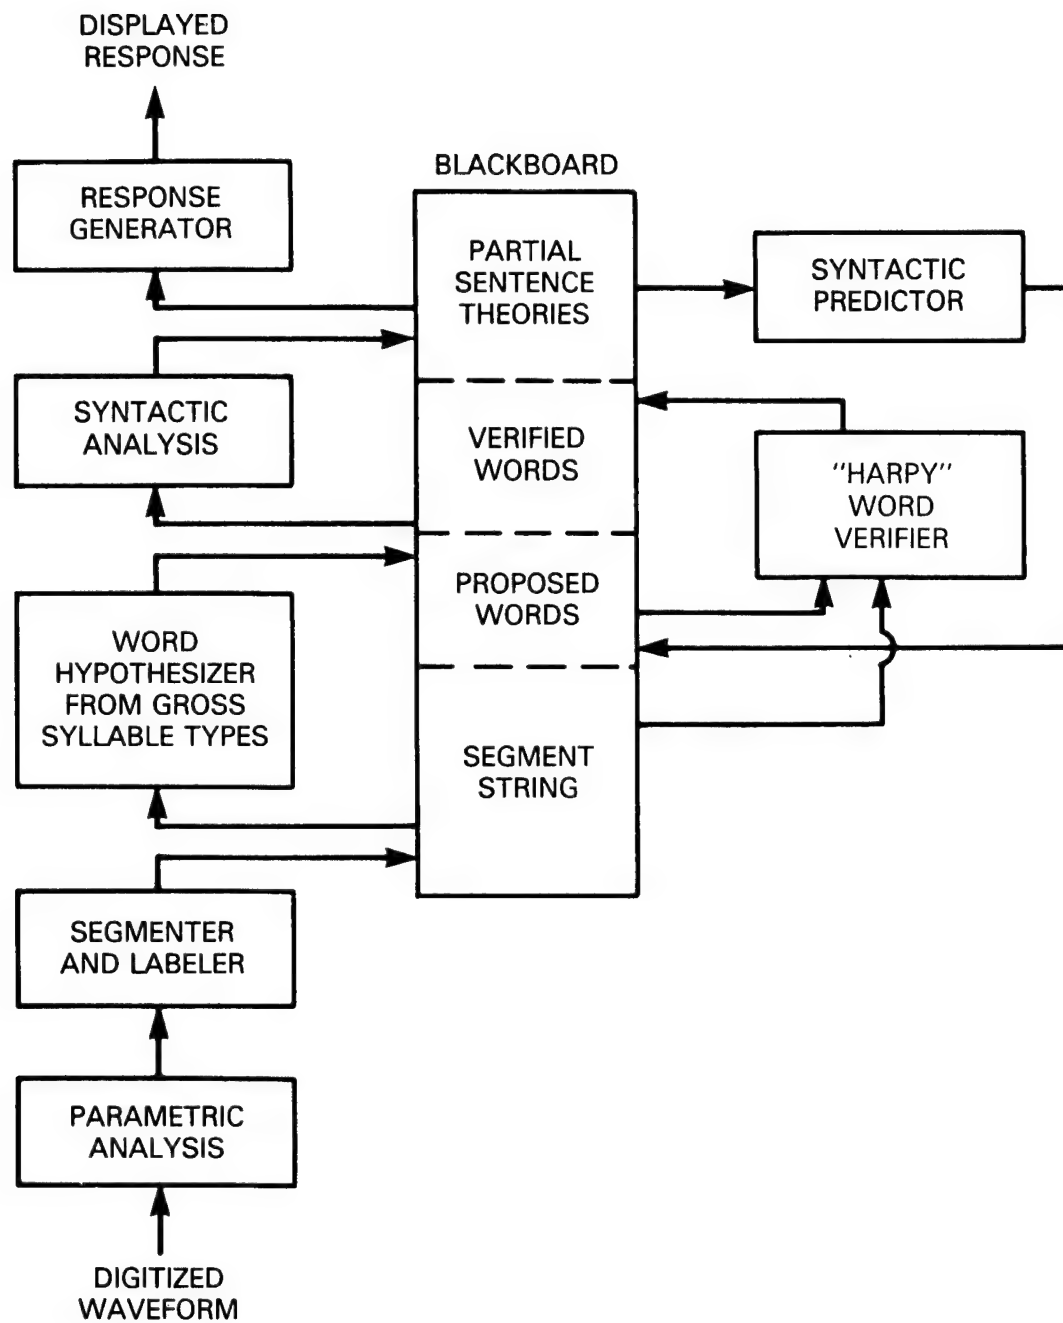 DISPLAYED
RESPONSE
RESPONSE
GENERATOR
SYNTACTIC
ANALYSIS
WORD
HYPOTHESIZER
FROM GROSS
SYLLABLE TYPES
SEGMENTER
AND LABELER
PARAMETRIC
ANALYSIS
DIGITIZED
WAVEFORM
BLACKBOARD
PARTIAL
SENTENCE
THEORIES
VERIFIED
WORDS
PROPOSED
WORDS
SEGMENT
STRING
SYNTACTIC
PREDICTOR
"HARPY"
WORD
VERIFIER